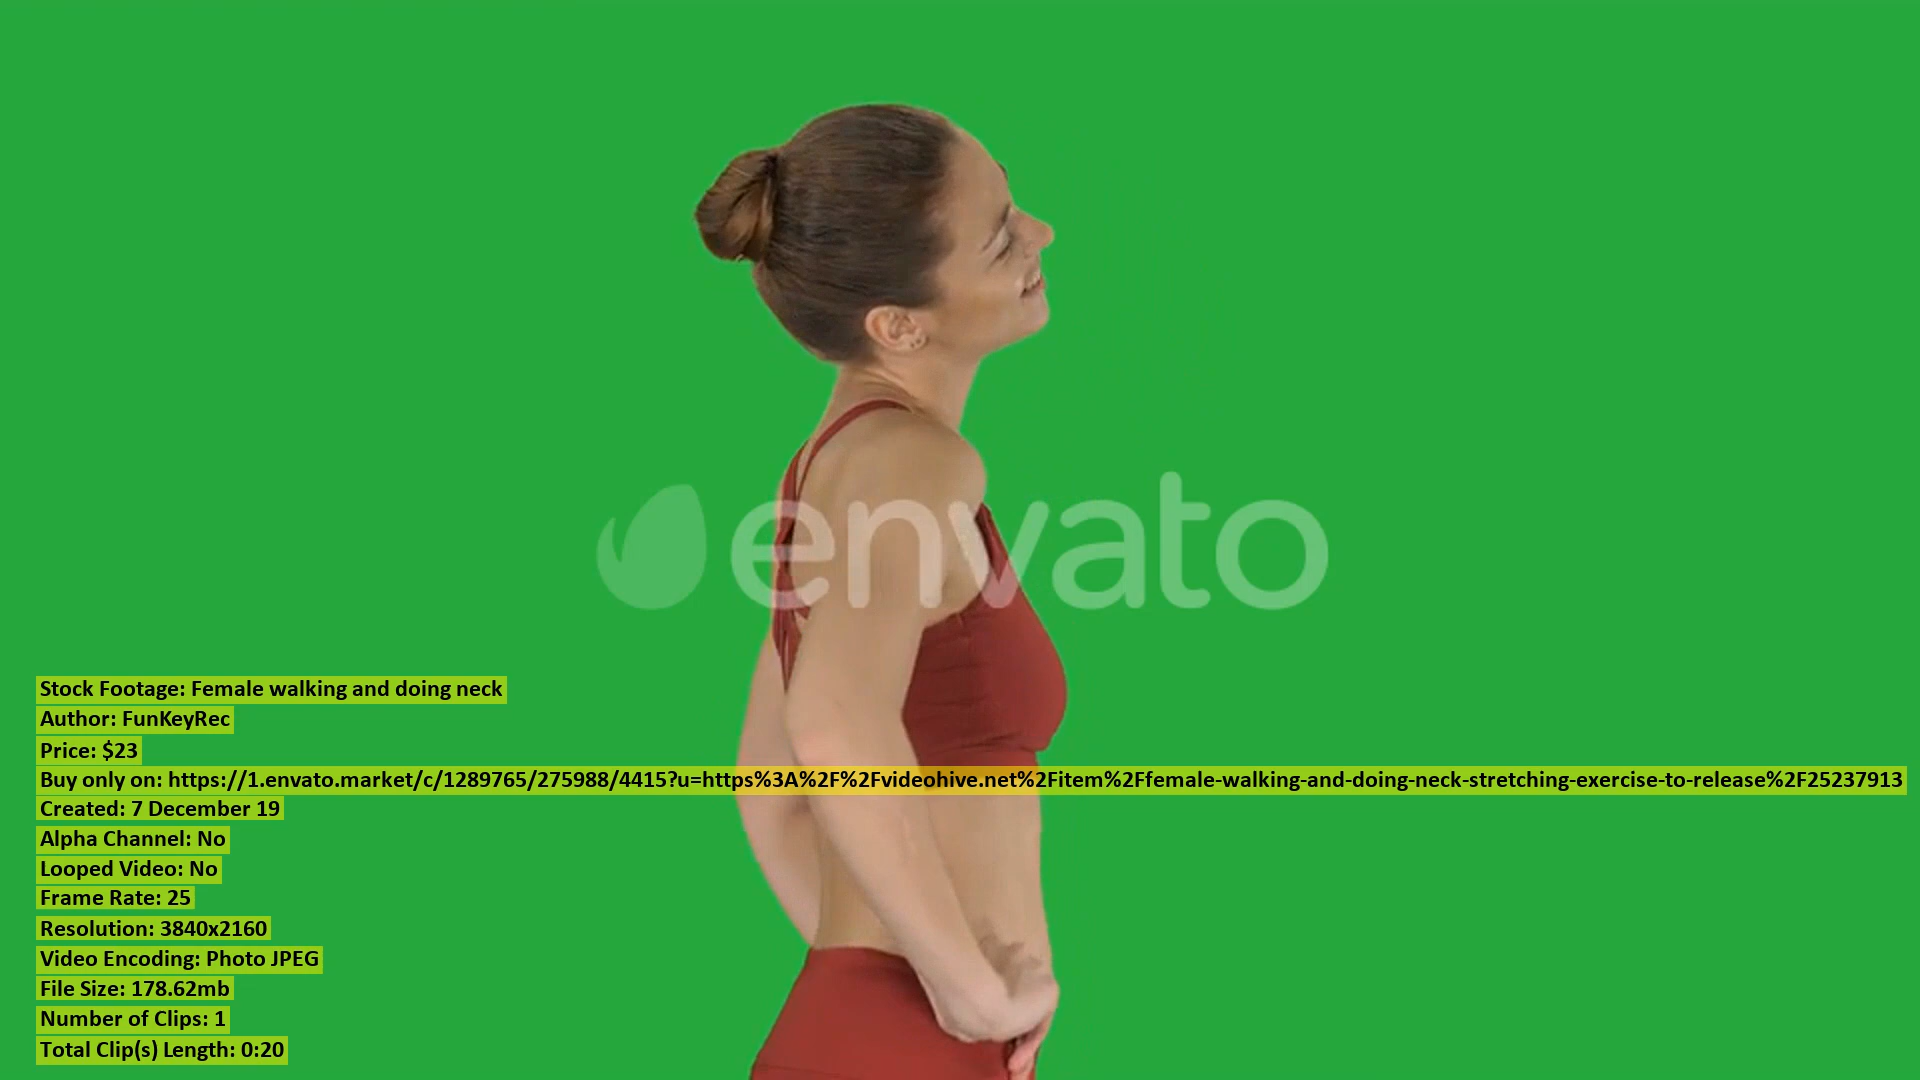 envato
Stock Footage: Female walking and doing neck
Author: FunKeyRec
Price: $23
Buy only on: https://1.envato.market/c/1289765/275988/4415?u=https%3A%2F%2Fvideohive.net%2Fitem%2Ffemale-walking-and-doing-neck-stretching-exercise-to-release%2F25237913
Created: 7 December 19
Alpha Channel: No
Looped Video: No
Frame Rate: 25
Resolution: 3840x2160
Video Encoding: Photo JPEG
File Size: 178.62mb
Number of Clips: 1
Total Clip(s) Length: 0:20